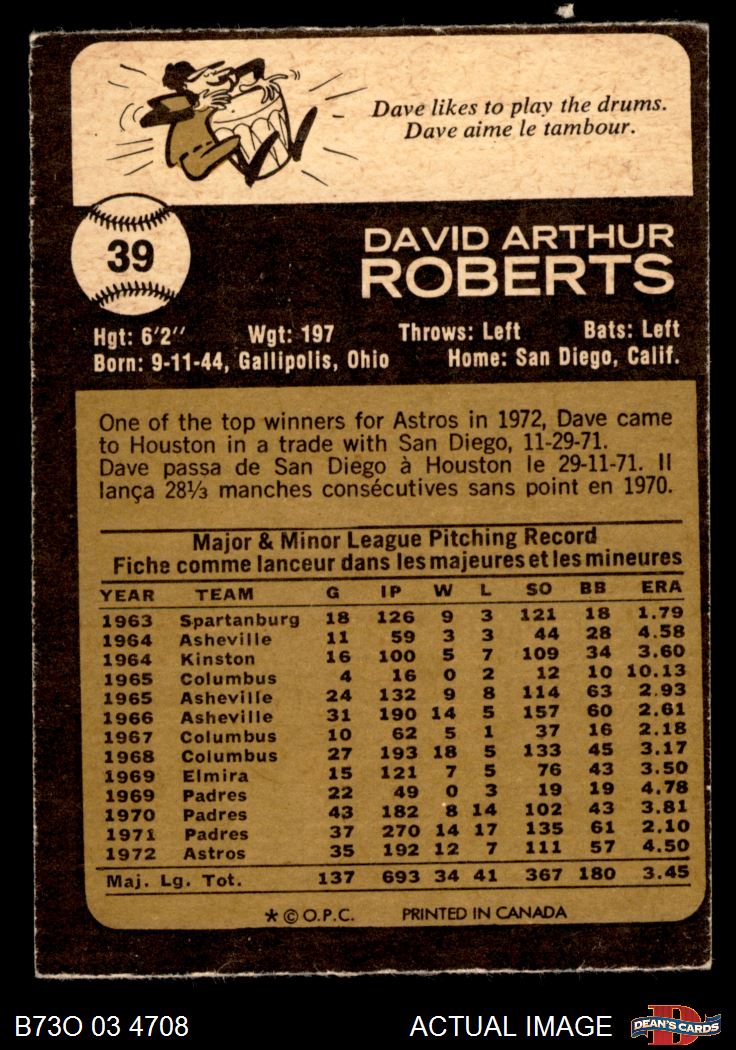 Dave likes to play the drums.
Dave aime le tambour.
39
DAVID ARTHUR
ROBERTS
Hgt: 6'2" Wgt: 197 Throws: Left Bats: Left
Born: 9-11-44, Gallipolis, Ohio Home: San Diego, Calif.
One of the top winners for Astros in 1972, Dave came
to Houston in a trade with San Diego, 11-29-71.
Dave passa de San Diego à Houston le 29-11-71. Il
lança 28⅓ manches consécutives sans point en 1970.
Major & Minor League Pitching Record
Fiche comme lanceur dans les majeures et les mineures
YEAR TEAM G IP W L SO BB ERA
1963 Spartanburg 18 126 9 3 121 18 1.79
1964 Asheville 11 59 3 3 44 28 4.58
1964 Kinston 16 100 5 7 109 34 3.60
1965 Columbus 4 16 0 2 12 10 10.13
1965 Asheville 24 132 9 8 114 63 2.93
1966 Asheville 31 190 14 5 157 60 2.61
1967 Columbus 10 62 5 1 37 16 2.18
1968 Columbus 27 193 18 5 133 45 3.17
1969 Elmira 15 121 7 5 76 43 3.50
1969 Padres 22 49 0 3 19 19 4.78
1970 Padres 43 182 8 14 102 43 3.81
1971 Padres 37 270 14 17 135 61 2.10
1972 Astros 35 192 12 7 111 57 4.50
Maj. Lg. Tot. 137 693 34 41 367 180 3.45
* © O.P.C. PRINTED IN CANADA
B73O 03 4708 ACTUAL IMAGE D DEAN'S CARDS